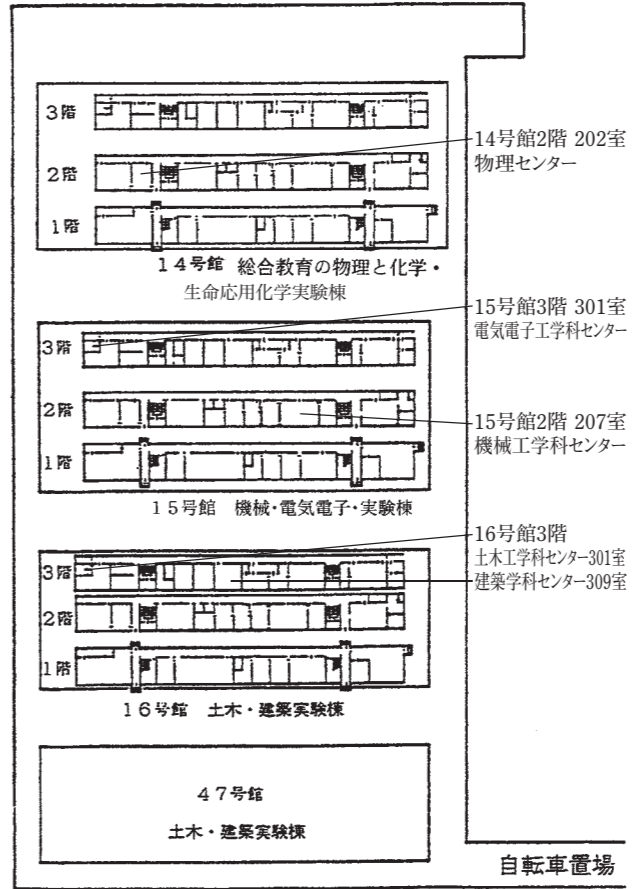 3階
2階
1階
14号館2階 202室
物理センター
14号館 総合教育の物理と化学・
生命応用化学実験棟
3階
2階
1階
15号館3階 301室
電気電子工学科センター
15号館2階 207室
機械工学科センター
15号館 機械・電気電子・実験棟
3階
2階
1階
16号館3階
土木工学科センター301室
建築学科センター309室
16号館 土木・建築実験棟
47号館
土木・建築実験棟
自転車置場